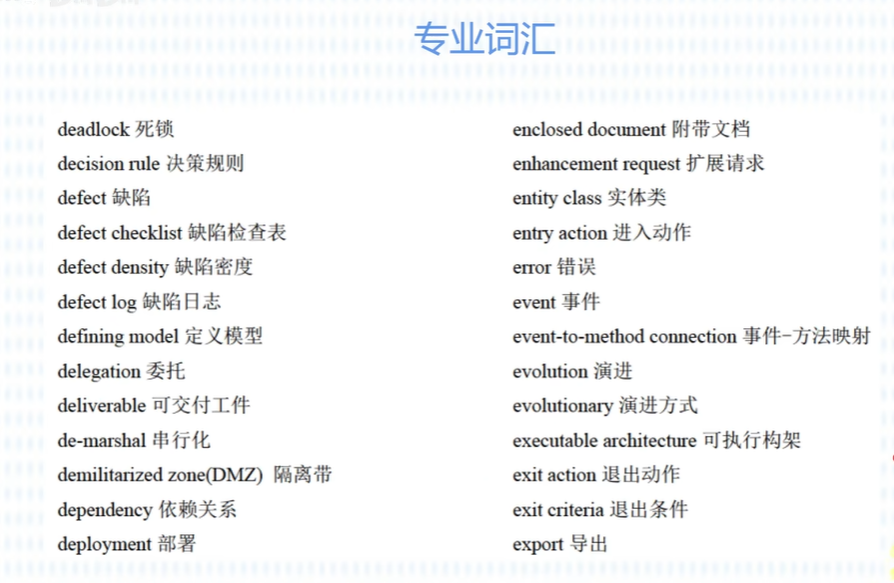 专业词汇
deadlock 死锁
decision rule 决策规则
defect 缺陷
defect checklist 缺陷检查表
defect density 缺陷密度
defect log 缺陷日志
defining model 定义模型
delegation 委托
deliverable 可交付工件
de-marshal 串行化
demilitarized zone(DMZ) 隔离带
dependency 依赖关系
deployment 部署
enclosed document 附带文档
enhancement request 扩展请求
entity class 实体类
entry action 进入动作
error 错误
event 事件
event-to-method connection 事件-方法映射
evolution 演进
evolutionary 演进方式
executable architecture 可执行构架
exit action 退出动作
exit criteria 退出条件
export 导出